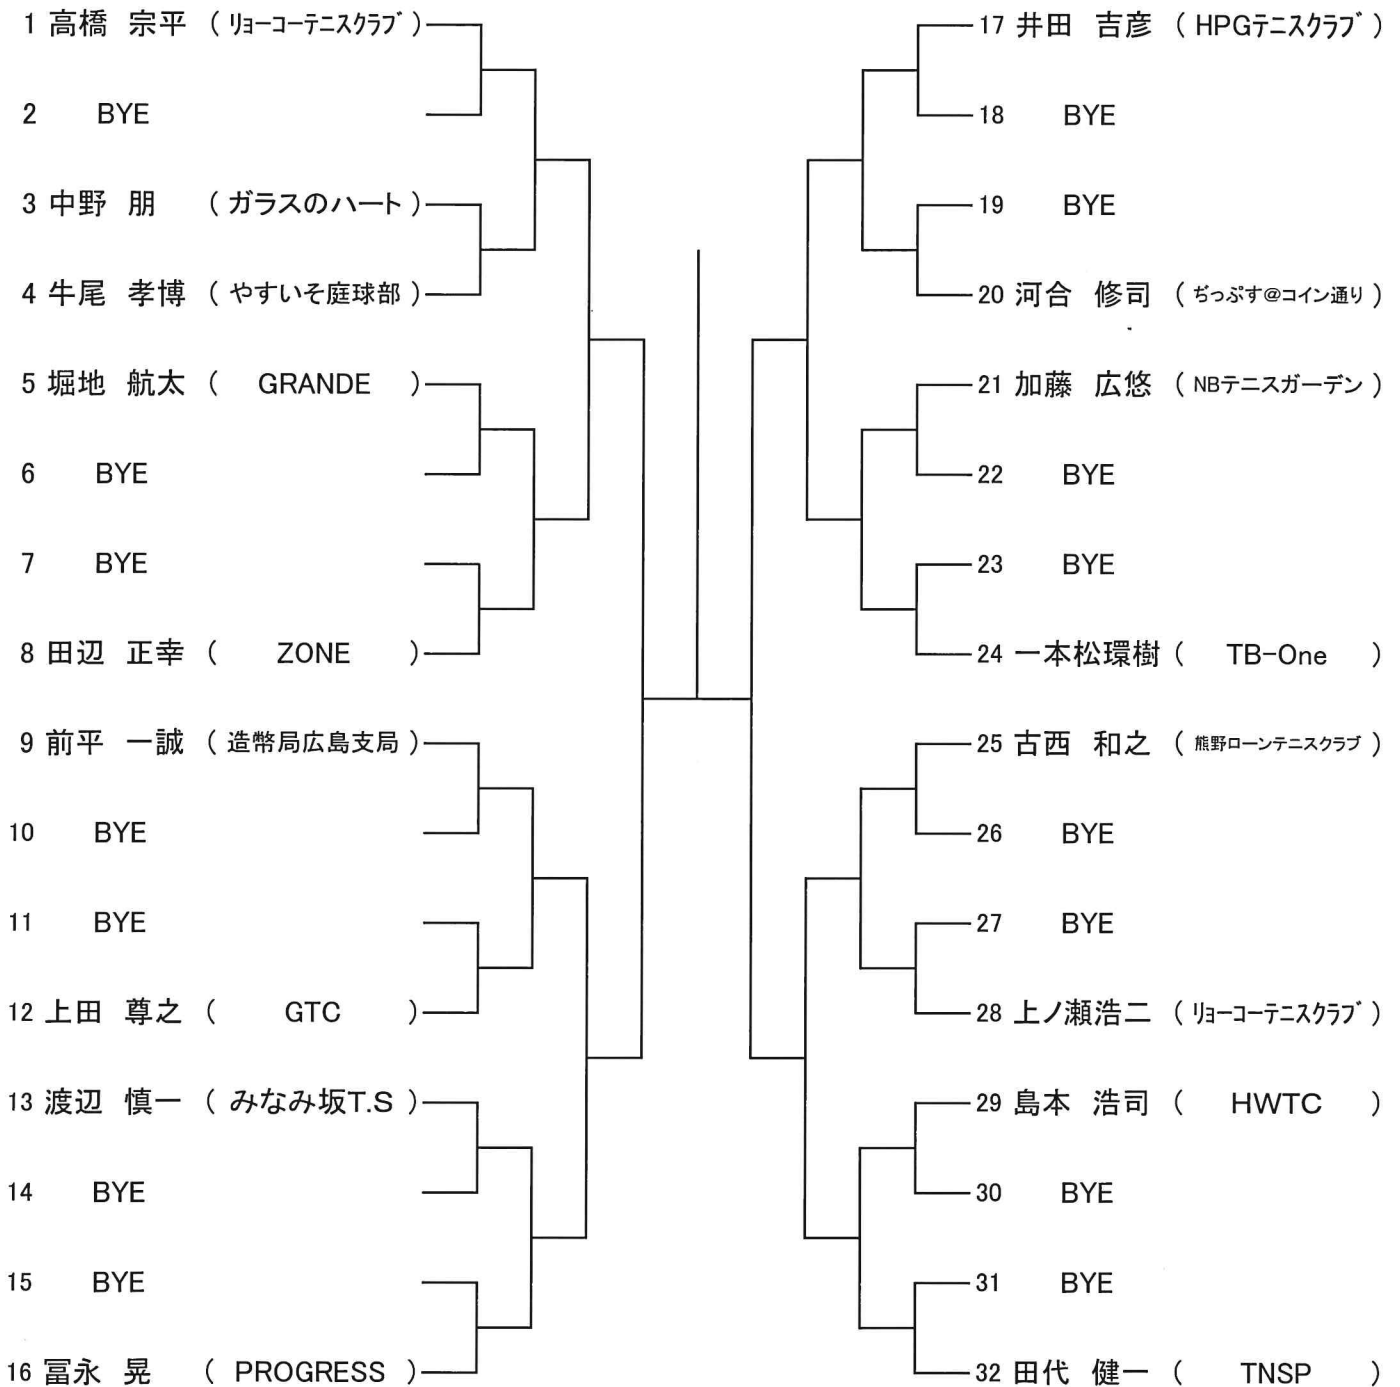 1 高橋 宗平 ( リョーコーテニスクラブ )
2 BYE
3 中野 朋 ( ガラスのハート )
4 牛尾 孝博 ( やすいそ庭球部 )
5 堀地 航太 ( GRANDE )
6 BYE
7 BYE
8 田辺 正幸 ( ZONE )
9 前平 一誠 ( 造幣局広島支局 )
10 BYE
11 BYE
12 上田 尊之 ( GTC )
13 渡辺 慎一 ( みなみ坂T.S )
14 BYE
15 BYE
16 冨永 晃 ( PROGRESS )
17 井田 吉彦 ( HPGテニスクラブ )
18 BYE
19 BYE
20 河合 修司 ( ぢっぷす@コイン通り )
21 加藤 広悠 ( NBテニスガーデン )
22 BYE
23 BYE
24 一本松環樹 ( TB-One )
25 古西 和之 ( 熊野ローンテニスクラブ )
26 BYE
27 BYE
28 上ノ瀬浩二 ( リョーコーテニスクラブ )
29 島本 浩司 ( HWTC )
30 BYE
31 BYE
32 田代 健一 ( TNSP )